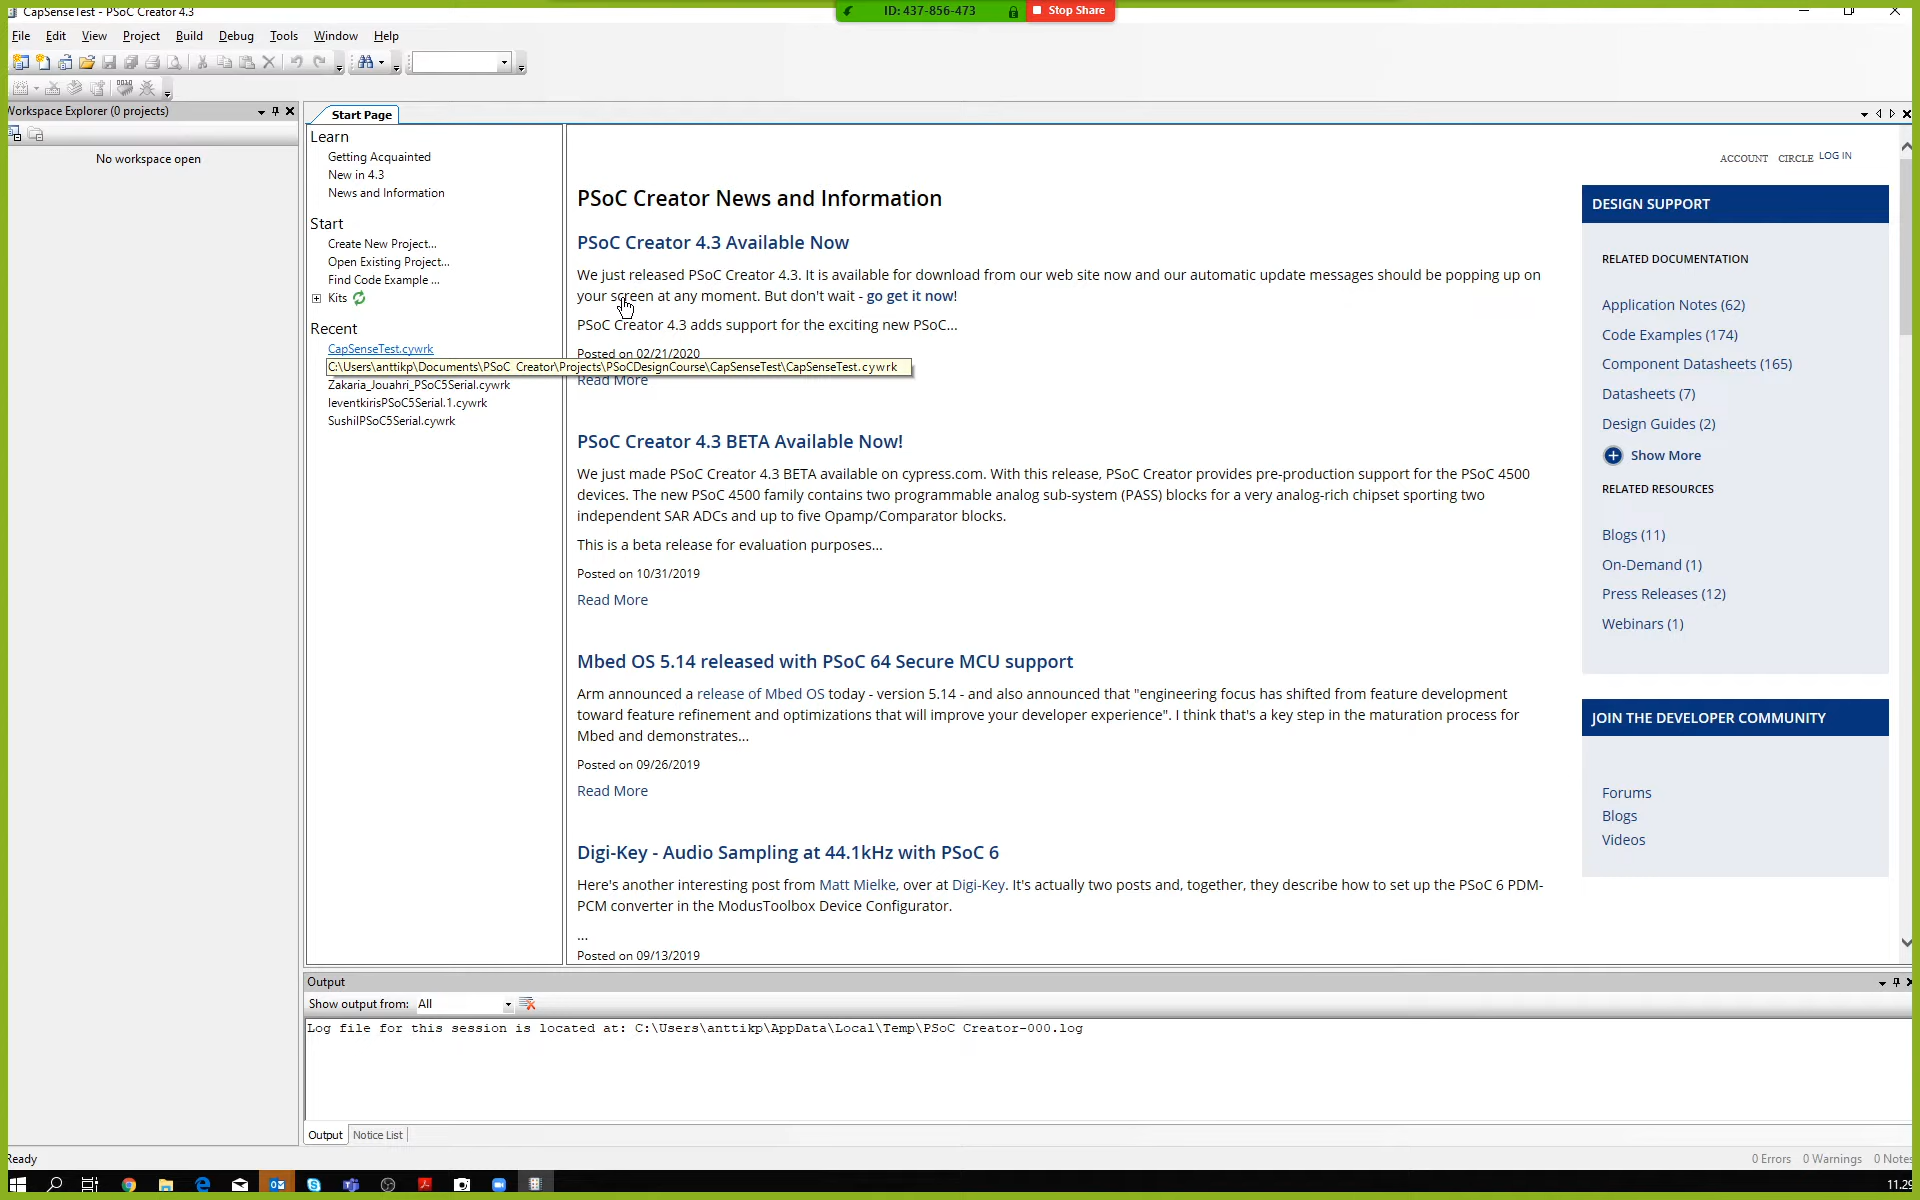 CapSenseTest - PSoC Creator 4.3
ID: 437-856-473
Stop Share
File Edit View Project Build Debug Tools Window Help
Workspace Explorer (0 projects)
No workspace open
Start Page
Learn
Getting Acquainted
New in 4.3
News and Information
Start
Create New Project...
Open Existing Project...
Find Code Example ...
Kits
Recent
CapSenseTest.cywrk
C:\Users\anttikp\Documents\PSoC Creator\Projects\PSoCDesignCourse\CapSenseTest\CapSenseTest.cywrk
Zakaria_Jouahri_PSoC5Serial.cywrk
leventkirisPSoC5Serial.1.cywrk
SushilPSoC5Serial.cywrk
ACCOUNT CIRCLE LOG IN
PSoC Creator News and Information
PSoC Creator 4.3 Available Now
We just released PSoC Creator 4.3. It is available for download from our web site now and our automatic update messages should be popping up on
your screen at any moment. But don't wait - go get it now!
PSoC Creator 4.3 adds support for the exciting new PSoC...
Posted on 02/21/2020
Read More
PSoC Creator 4.3 BETA Available Now!
We just made PSoC Creator 4.3 BETA available on cypress.com. With this release, PSoC Creator provides pre-production support for the PSoC 4500
devices. The new PSoC 4500 family contains two programmable analog sub-system (PASS) blocks for a very analog-rich chipset sporting two
independent SAR ADCs and up to five Opamp/Comparator blocks.
This is a beta release for evaluation purposes...
Posted on 10/31/2019
Read More
Mbed OS 5.14 released with PSoC 64 Secure MCU support
Arm announced a release of Mbed OS today - version 5.14 - and also announced that "engineering focus has shifted from feature development
toward feature refinement and optimizations that will improve your developer experience". I think that's a key step in the maturation process for
Mbed and demonstrates...
Posted on 09/26/2019
Read More
Digi-Key - Audio Sampling at 44.1kHz with PSoC 6
Here's another interesting post from Matt Mielke, over at Digi-Key. It's actually two posts and, together, they describe how to set up the PSoC 6 PDM-
PCM converter in the ModusToolbox Device Configurator.
...
Posted on 09/13/2019
DESIGN SUPPORT
RELATED DOCUMENTATION
Application Notes (62)
Code Examples (174)
Component Datasheets (165)
Datasheets (7)
Design Guides (2)
Show More
RELATED RESOURCES
Blogs (11)
On-Demand (1)
Press Releases (12)
Webinars (1)
JOIN THE DEVELOPER COMMUNITY
Forums
Blogs
Videos
Output
Show output from: All
Log file for this session is located at: C:\Users\anttikp\AppData\Local\Temp\PSoC Creator-000.log
Output Notice List
Ready
0 Errors 0 Warnings 0 Notes
11.29